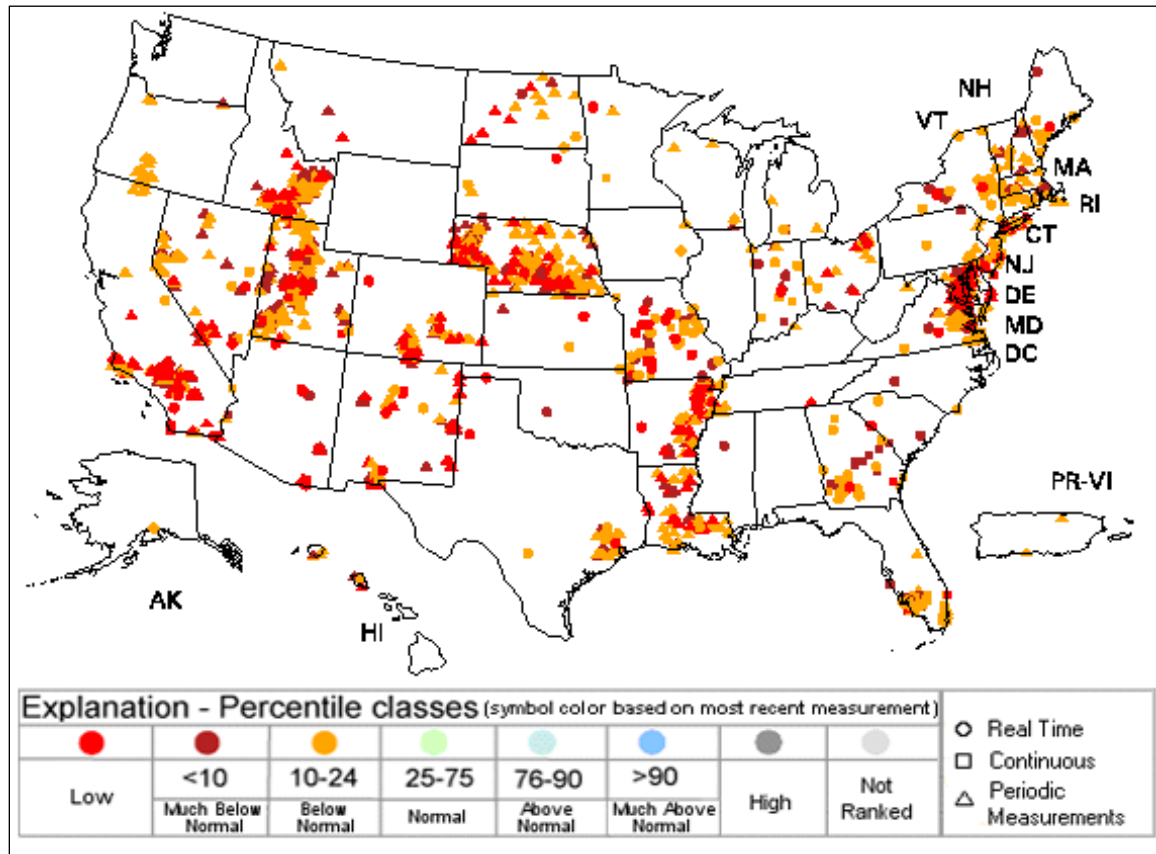 NH
VT
MA
RI
CT
NJ
DE
MD
DC
PR-VI
AK
HI
Explanation - Percentile classes (symbol color based on most recent measurement)
Low
<10
Much Below
Normal
10-24
Below
Normal
25-75
Normal
76-90
Above
Normal
>90
Much Above
Normal
High
Not
Ranked
Real Time
Continuous
Periodic
Measurements